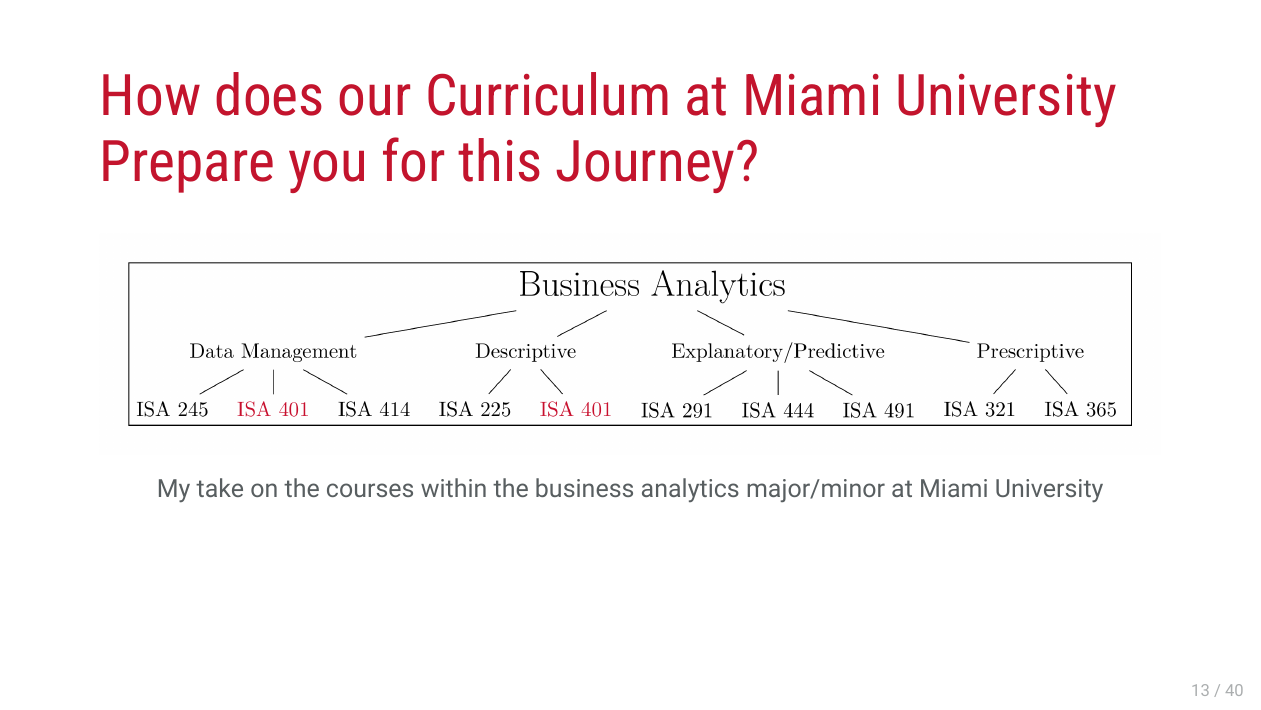 How does our Curriculum at Miami University
Prepare you for this Journey?
Business Analytics
Data Management Descriptive Explanatory/Predictive Prescriptive
ISA 245 ISA 401 ISA 414 ISA 225 ISA 401 ISA 291 ISA 444 ISA 491 ISA 321 ISA 365
My take on the courses within the business analytics major/minor at Miami University
13 / 40